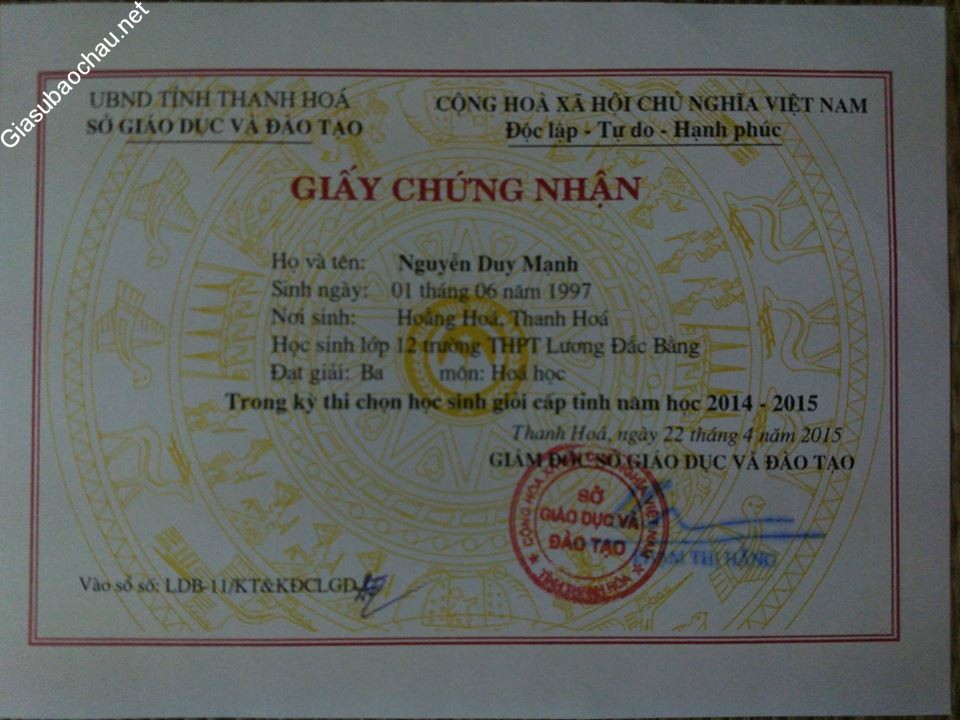 Giasubaochau.net
UBND TỈNH THANH HOÁ
SỞ GIÁO DỤC VÀ ĐÀO TẠO
CỘNG HOÀ XÃ HỘI CHỦ NGHĨA VIỆT NAM
Độc lập - Tự do - Hạnh phúc
GIẤY CHỨNG NHẬN
Họ và tên: Nguyễn Duy Mạnh
Sinh ngày: 01 tháng 06 năm 1997
Nơi sinh: Hoằng Hoá, Thanh Hoá
Học sinh lớp 12 trường THPT Lương Đắc Bằng
Đạt giải: Ba môn: Hoá học
Trong kỳ thi chọn học sinh giỏi cấp tỉnh năm học 2014 - 2015
Thanh Hoá, ngày 22 tháng 4 năm 2015
GIÁM ĐỐC SỞ GIÁO DỤC VÀ ĐÀO TẠO
SỞ
GIÁO DỤC VÀ
ĐÀO TẠO
THỊ HẰNG
Vào sổ số: LDB-11/KT&KĐCLGD